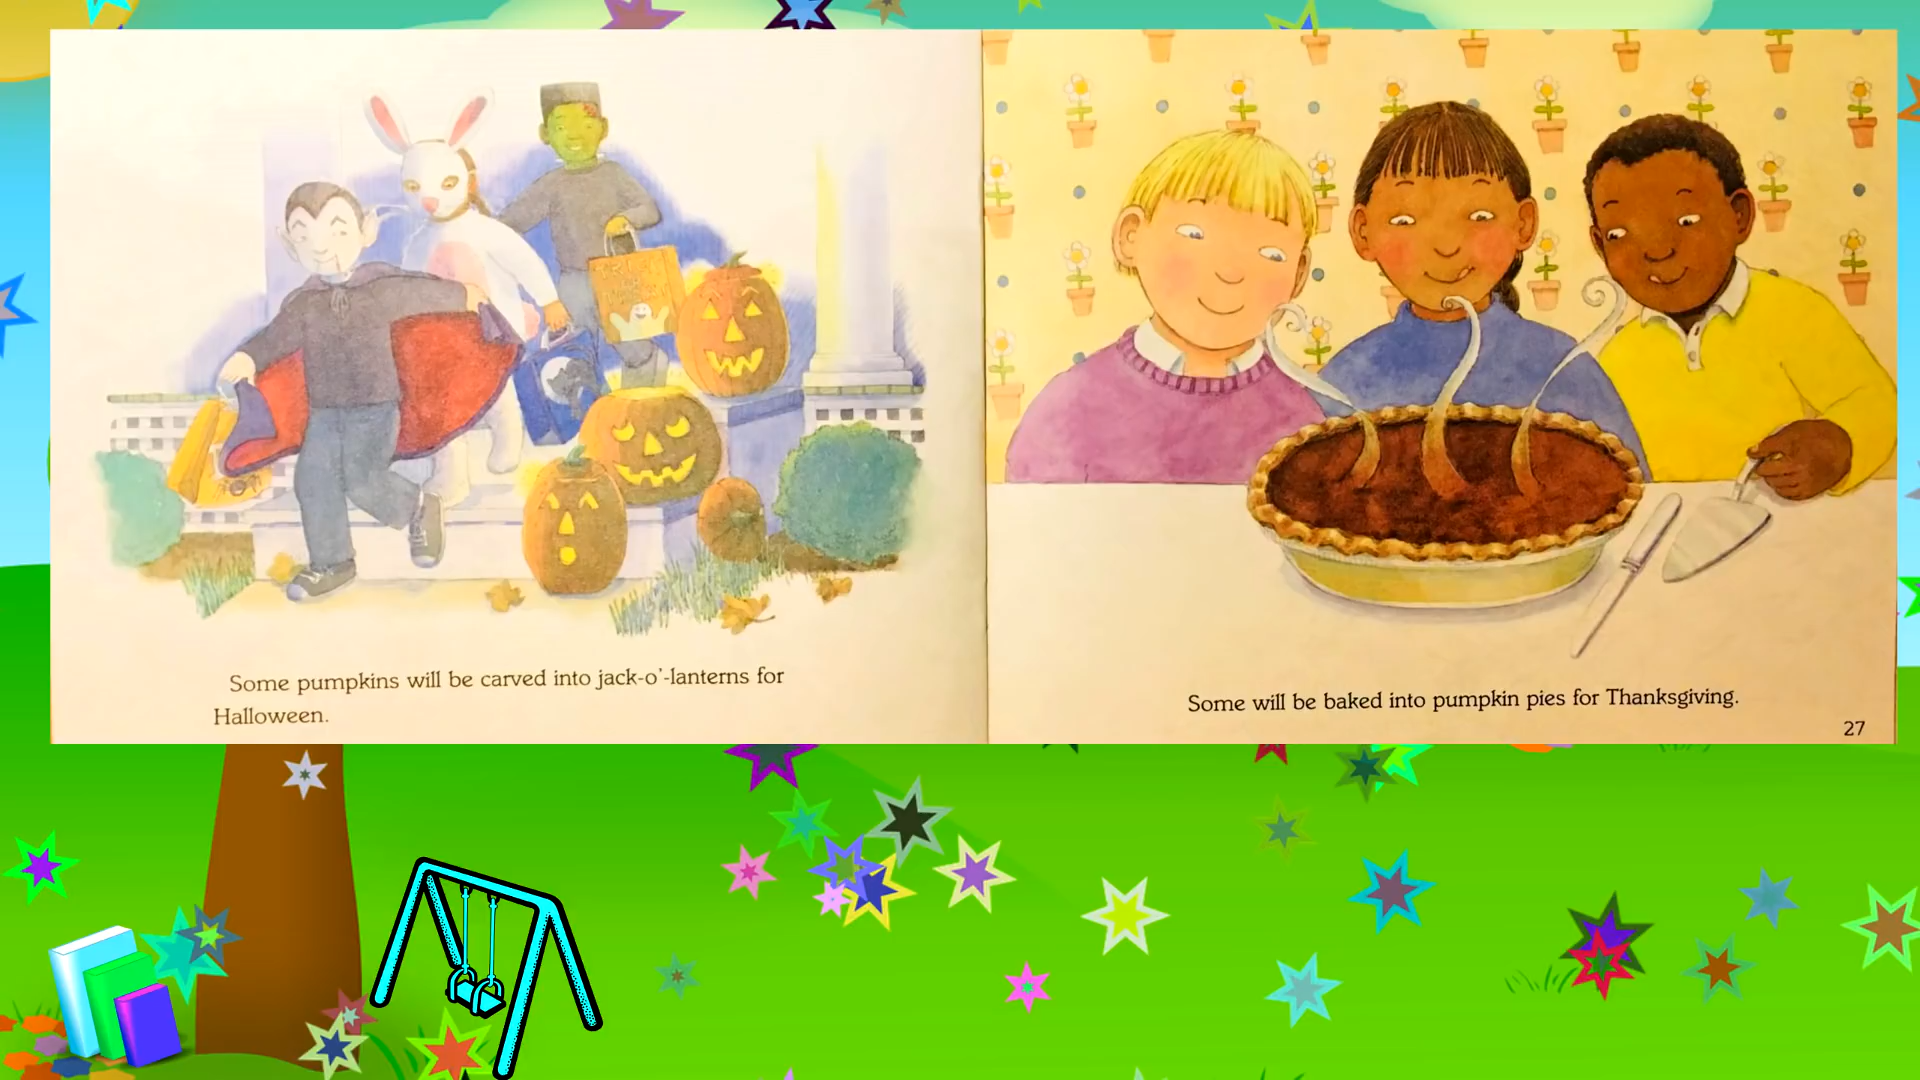 Some pumpkins will be carved into jack-o'-lanterns for
Halloween.
Some will be baked into pumpkin pies for Thanksgiving.
27